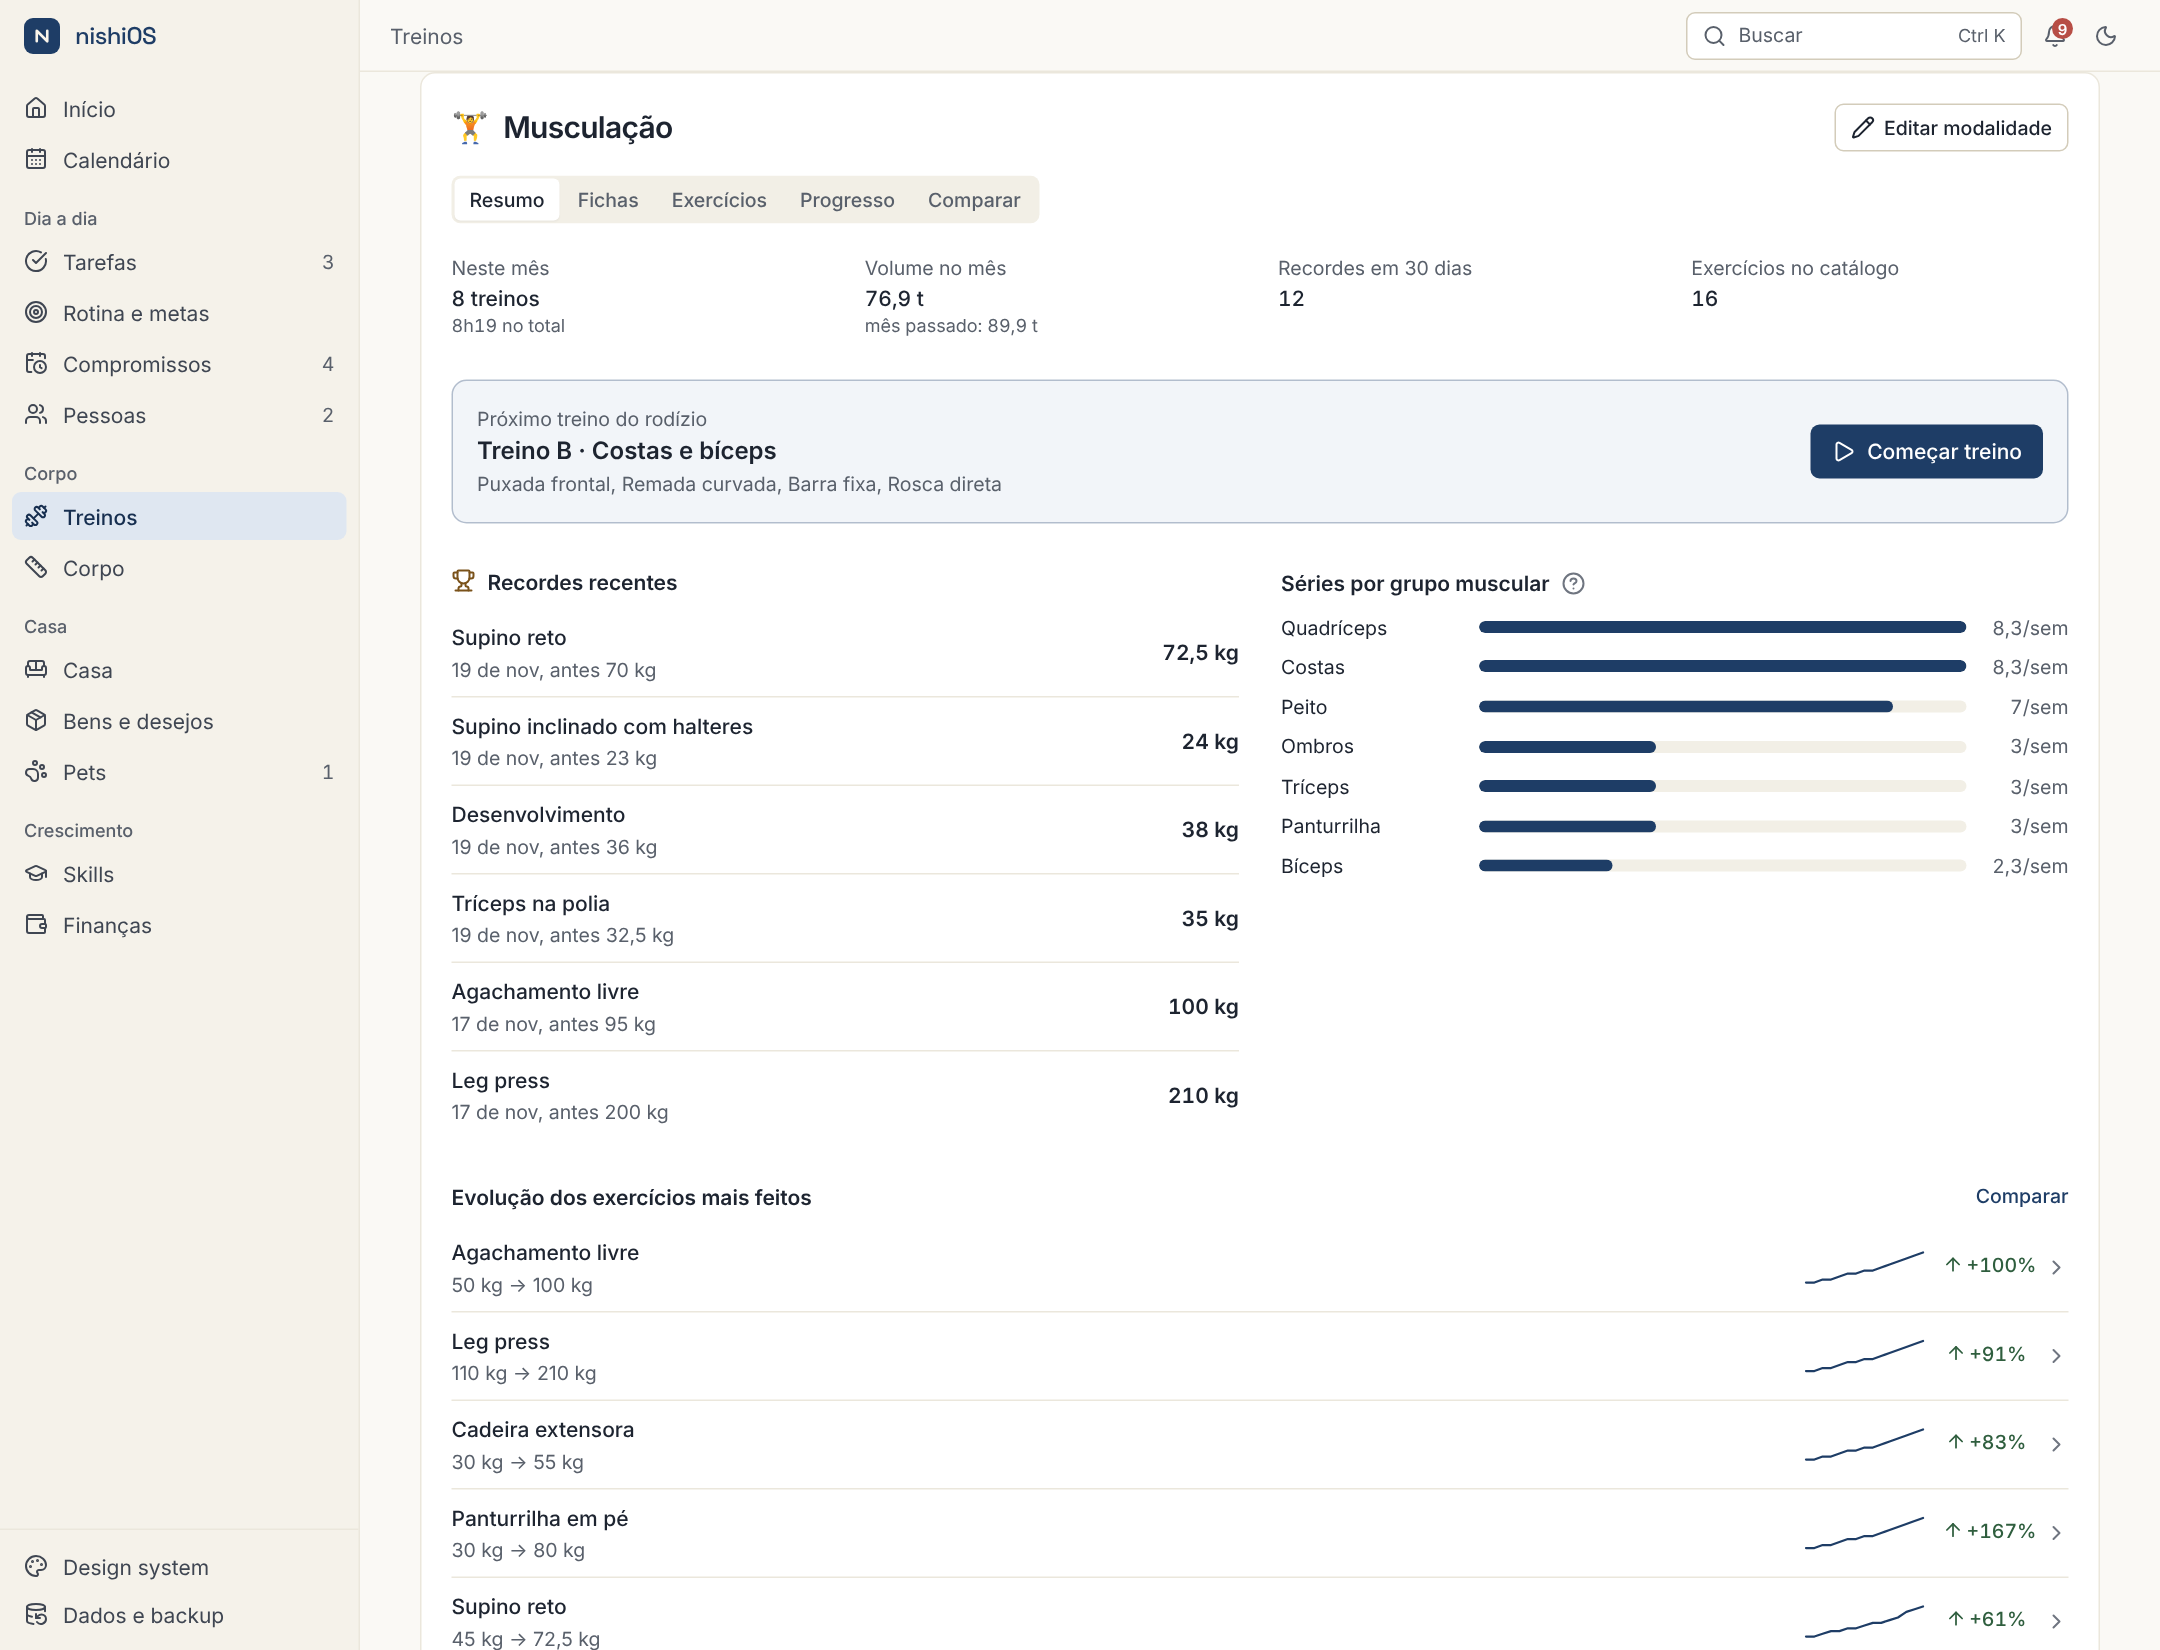 nishiOS
Início
Calendário
Dia a dia
Tarefas 3
Rotina e metas
Compromissos 4
Pessoas 2
Corpo
Treinos
Corpo
Casa
Casa
Bens e desejos
Pets 1
Crescimento
Skills
Finanças
Design system
Dados e backup
Treinos
Buscar Ctrl K
9
Musculação
Editar modalidade
Resumo Fichas Exercícios Progresso Comparar
Neste mês
8 treinos
8h19 no total
Volume no mês
76,9 t
mês passado: 89,9 t
Recordes em 30 dias
12
Exercícios no catálogo
16
Próximo treino do rodízio
Treino B · Costas e bíceps
Puxada frontal, Remada curvada, Barra fixa, Rosca direta
Começar treino
Recordes recentes
Supino reto
19 de nov, antes 70 kg
72,5 kg
Supino inclinado com halteres
19 de nov, antes 23 kg
24 kg
Desenvolvimento
19 de nov, antes 36 kg
38 kg
Tríceps na polia
19 de nov, antes 32,5 kg
35 kg
Agachamento livre
17 de nov, antes 95 kg
100 kg
Leg press
17 de nov, antes 200 kg
210 kg
Séries por grupo muscular ?
Quadríceps 8,3/sem
Costas 8,3/sem
Peito 7/sem
Ombros 3/sem
Tríceps 3/sem
Panturrilha 3/sem
Bíceps 2,3/sem
Evolução dos exercícios mais feitos
Comparar
Agachamento livre
50 kg → 100 kg
↑ +100%
Leg press
110 kg → 210 kg
↑ +91%
Cadeira extensora
30 kg → 55 kg
↑ +83%
Panturrilha em pé
30 kg → 80 kg
↑ +167%
Supino reto
45 kg → 72,5 kg
↑ +61%